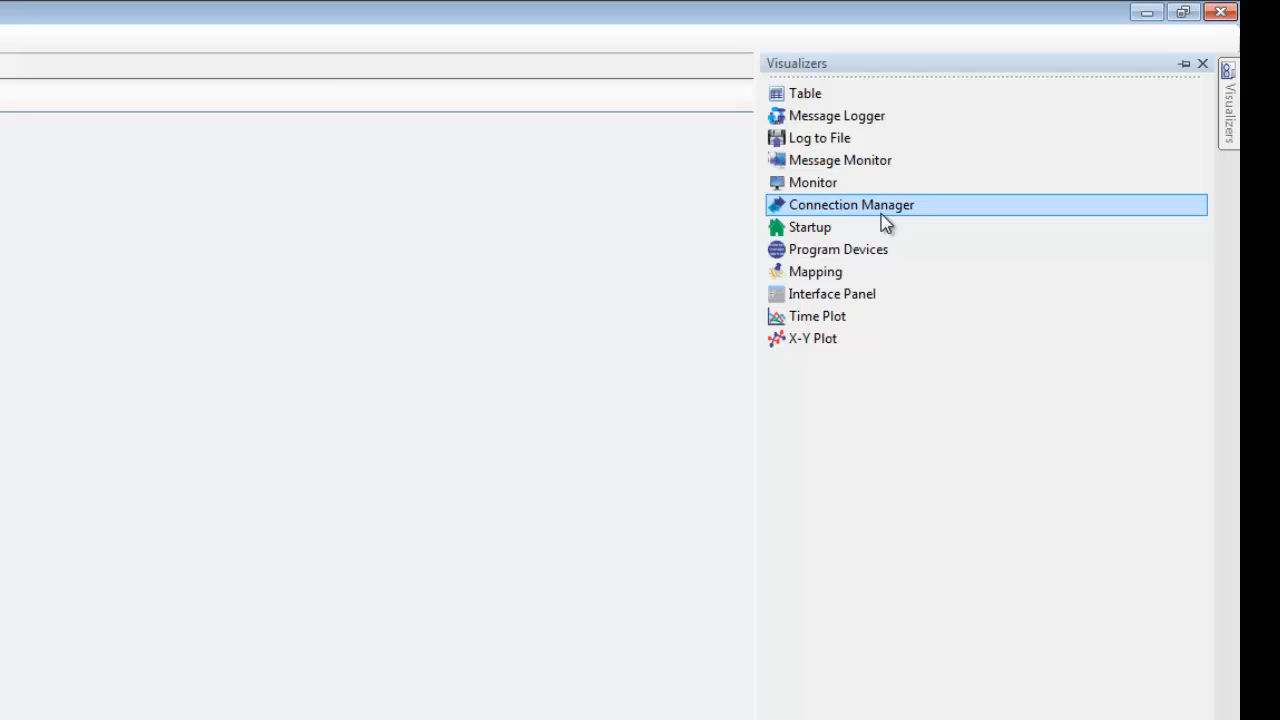 Visualizers
Table
Message Logger
Log to File
Message Monitor
Monitor
Connection Manager
Startup
Program Devices
Mapping
Interface Panel
Time Plot
X-Y Plot
Visualizers